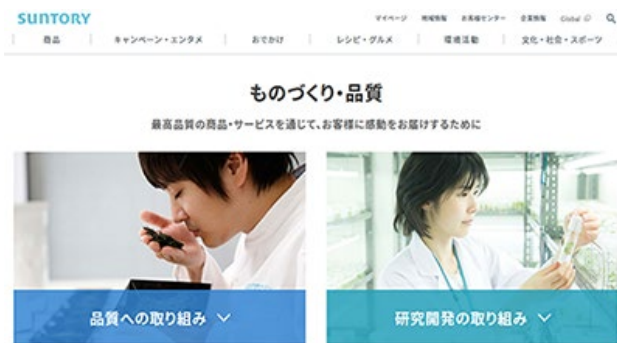 SUNTORY
マイページ 地域情報 お客様センター 企業情報 Global
商品 キャンペーン・エンタメ おでかけ レシピ・グルメ 環境活動 文化・社会・スポーツ
ものづくり・品質
最高品質の商品・サービスを通じて、お客様に感動をお届けするために
品質への取り組み
研究開発の取り組み